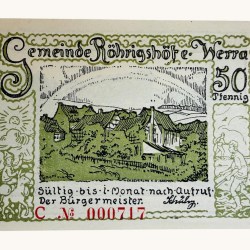 Gemeinde Röhrigshöfe-Werra
50
Pfennig
Gültig-bis-1-Monat-nach-Aufruf.
Der Bürgermeister.
C № 000717